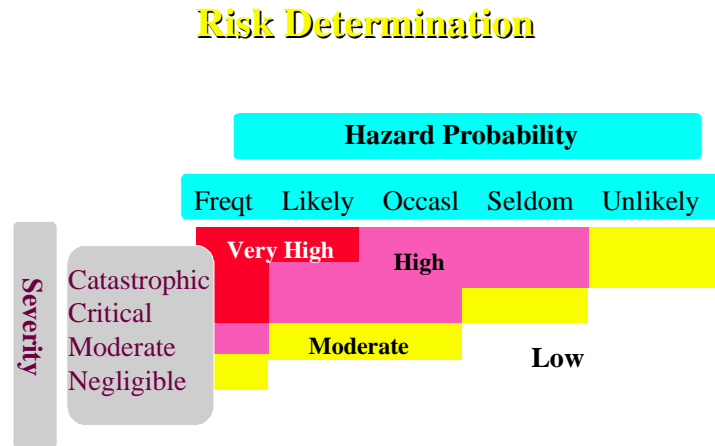 Risk Determination
Hazard Probability
Freqt Likely Occasl Seldom Unlikely
Severity
Catastrophic
Critical
Moderate
Negligible
Very High
High
Moderate
Low